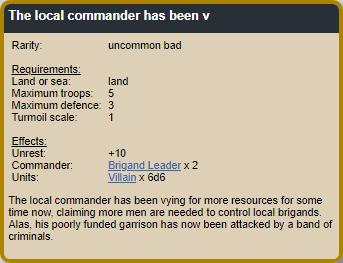 The local commander has been v
Rarity: uncommon bad
Requirements:
Land or sea: land
Maximum troops: 5
Maximum defence: 3
Turmoil scale: 1
Effects:
Unrest: +10
Commander: Brigand Leader x 2
Units: Villain x 6d6
The local commander has been vying for more resources for some
time now, claiming more men are needed to control local brigands.
Alas, his poorly funded garrison has now been attacked by a band of
criminals.